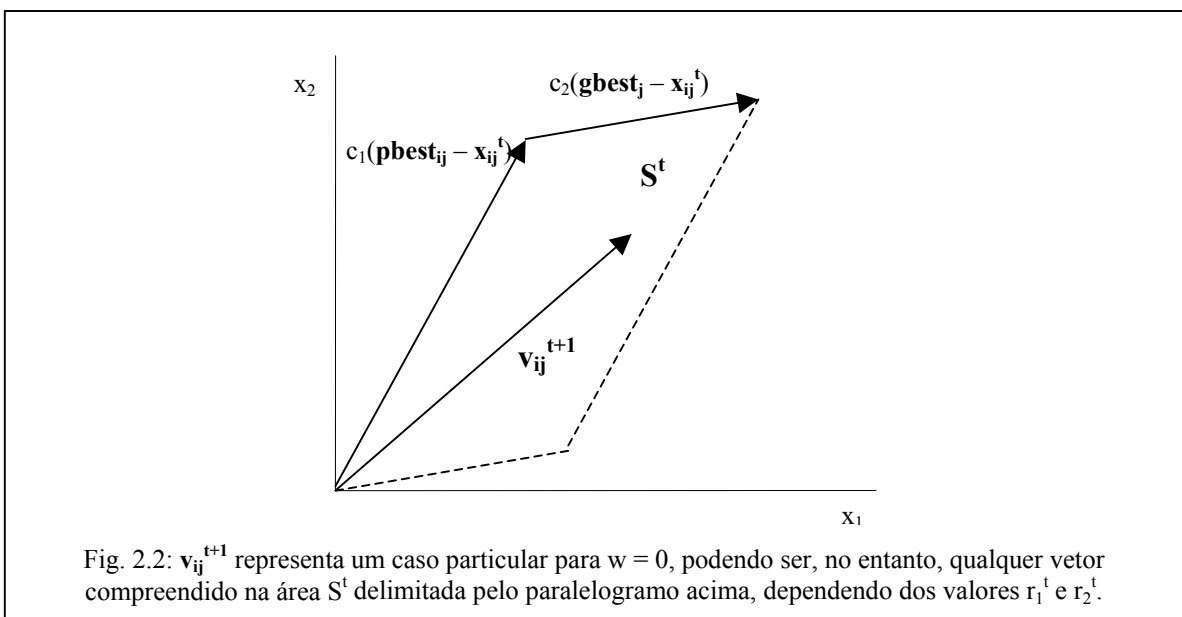 x₂
c₂(gbestⱼ – xᵢⱼᵗ)
c₁(pbestᵢⱼ – xᵢⱼᵗ)
Sᵗ
vᵢⱼᵗ⁺¹
x₁
Fig. 2.2: vᵢⱼᵗ⁺¹ representa um caso particular para w = 0, podendo ser, no entanto, qualquer vetor
compreendido na área Sᵗ delimitada pelo paralelogramo acima, dependendo dos valores r₁ᵗ e r₂ᵗ.